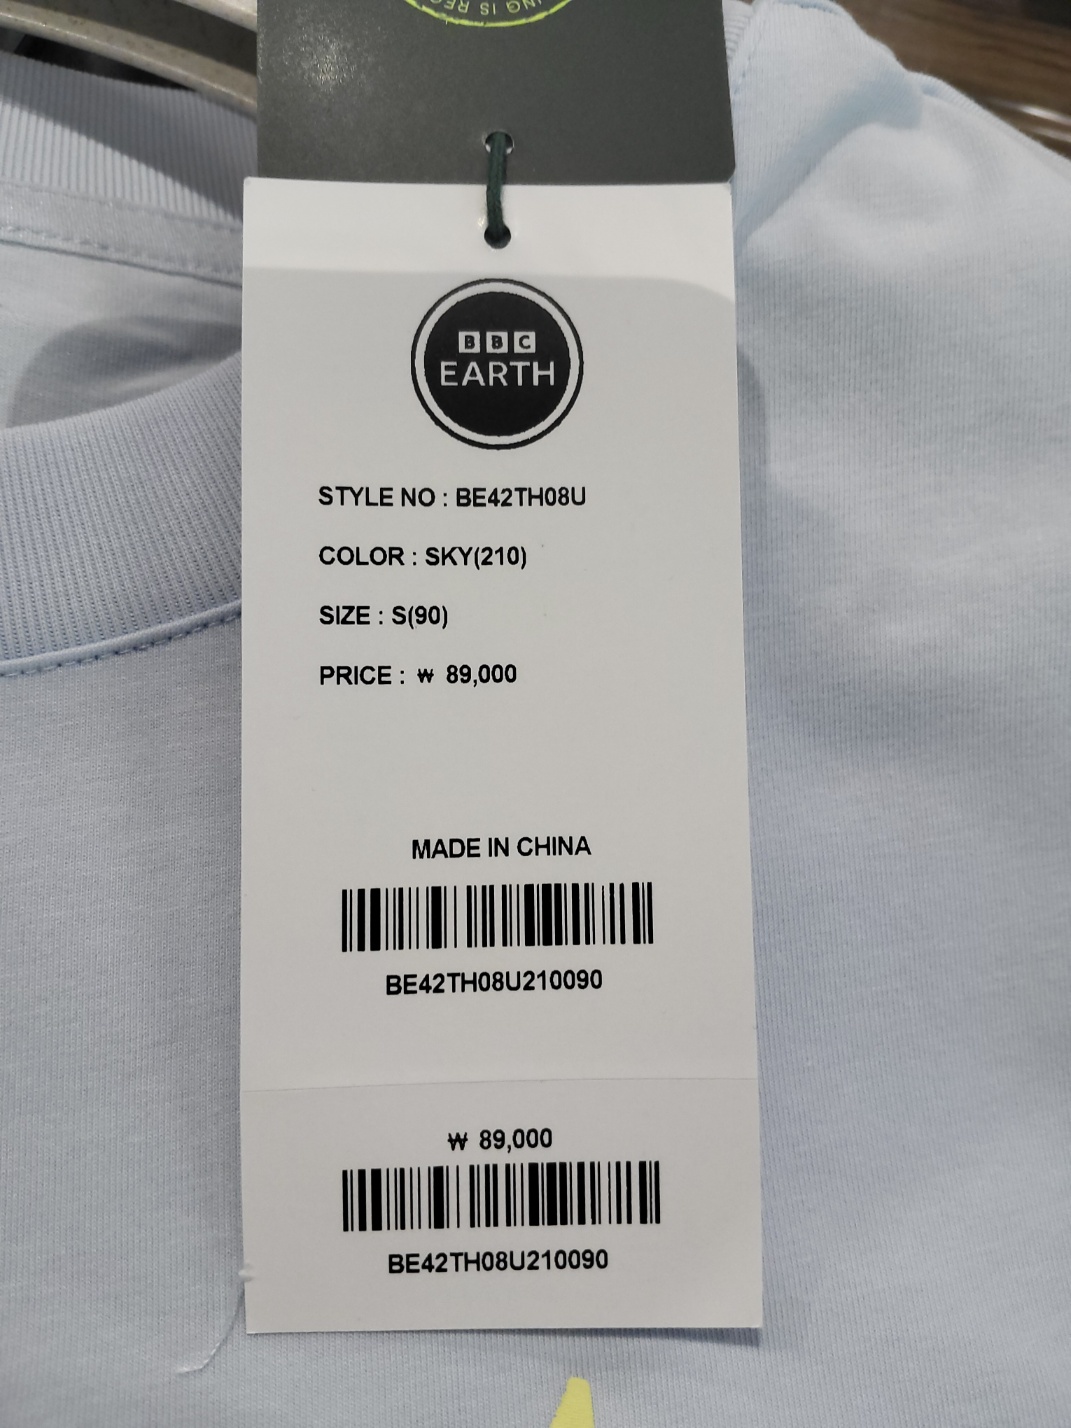 BBC
EARTH
STYLE NO : BE42TH08U
COLOR : SKY(210)
SIZE : S(90)
PRICE : ₩ 89,000
MADE IN CHINA
BE42TH08U210090
₩ 89,000
BE42TH08U210090